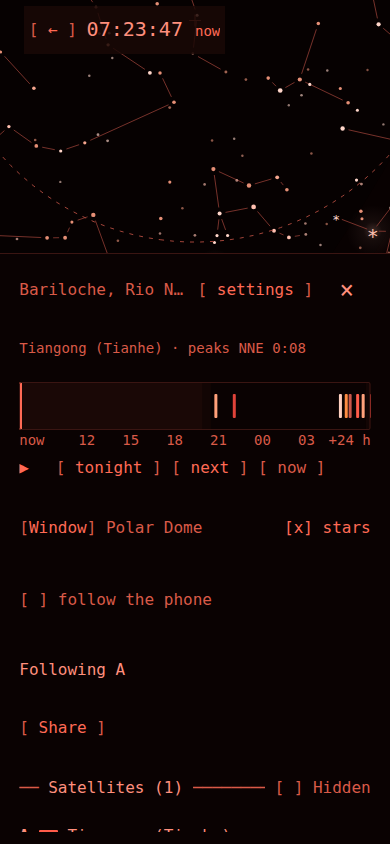 [ ← ] 07:23:47 now
Bariloche, Rio N… [ settings ] ×
Tiangong (Tianhe) · peaks NNE 0:08
now 12 15 18 21 00 03 +24 h
▶ [ tonight ] [ next ] [ now ]
[Window] Polar Dome [x] stars
[ ] follow the phone
Following A
[ Share ]
── Satellites (1) ──────── [ ] Hidden